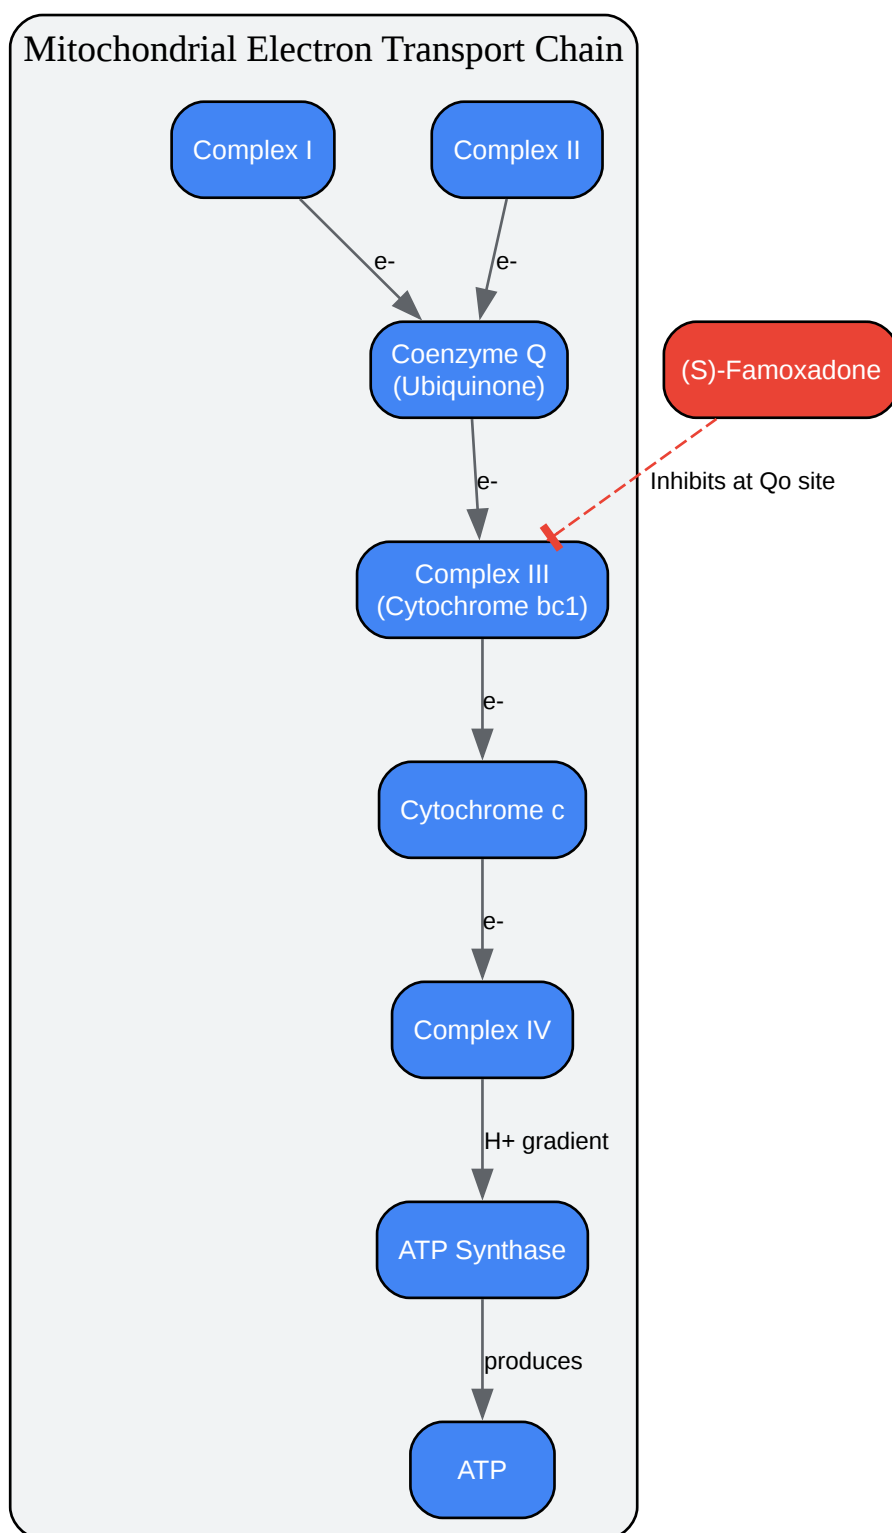 Mitochondrial Electron Transport Chain
Complex I
Complex II
e-
e-
Coenzyme Q
(Ubiquinone)
(S)-Famoxadone
e-
Inhibits at Qo site
Complex III
(Cytochrome bc1)
e-
Cytochrome c
e-
Complex IV
H+ gradient
ATP Synthase
produces
ATP